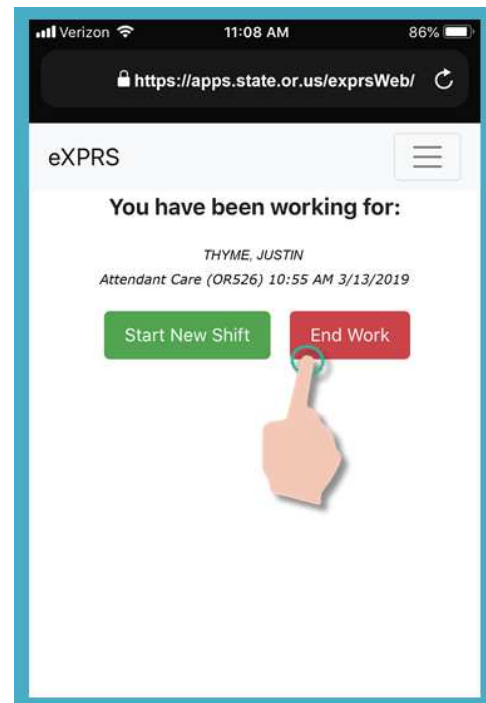 Verizon 11:08 AM 86%
https://apps.state.or.us/exprsWeb/
eXPRS
You have been working for:
THYME, JUSTIN
Attendant Care (OR526) 10:55 AM 3/13/2019
Start New Shift End Work